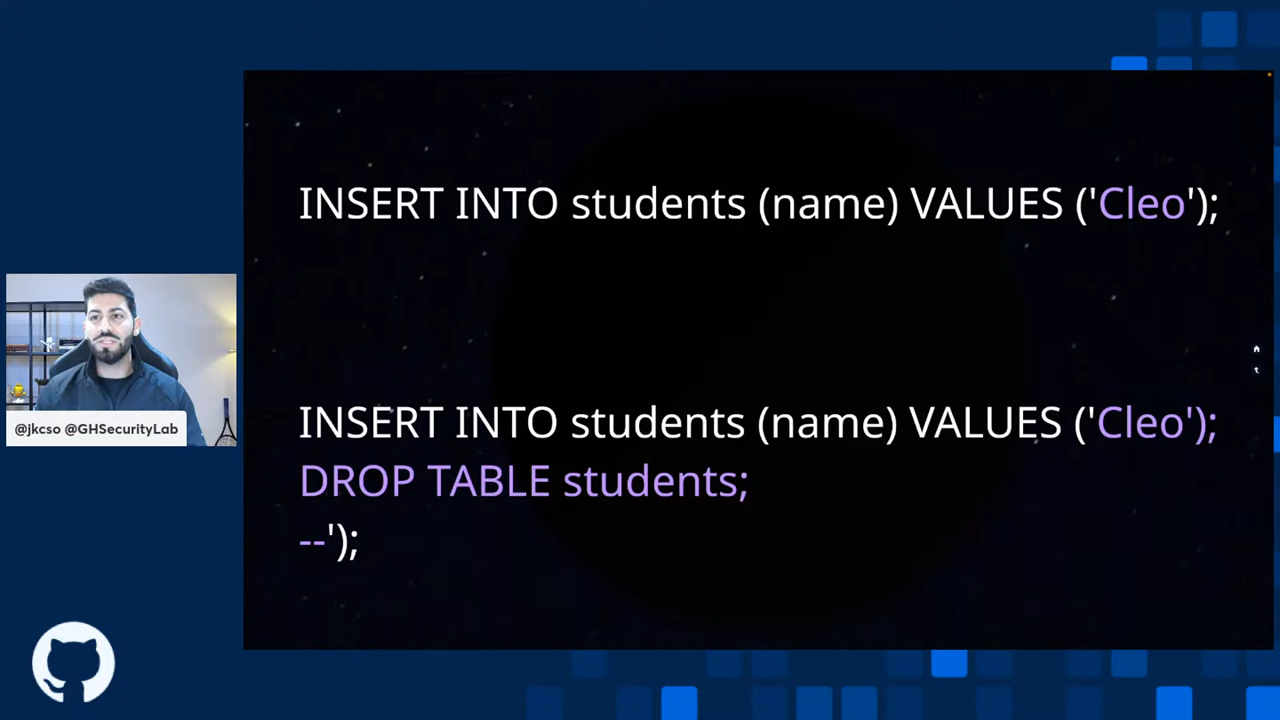 INSERT INTO students (name) VALUES ('Cleo');
INSERT INTO students (name) VALUES ('Cleo');
DROP TABLE students;
--');
@jkcso @GHSecurityLab